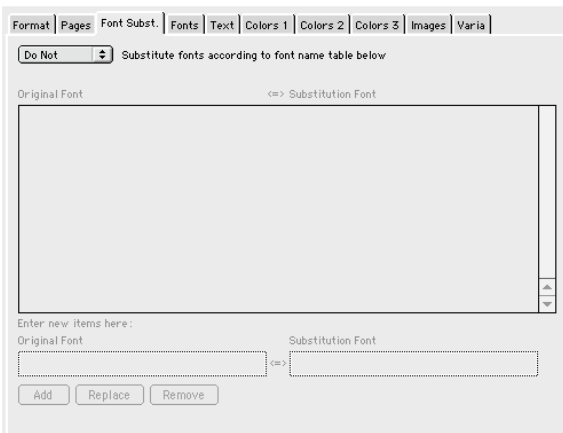 Format Pages Font Subst. Fonts Text Colors 1 Colors 2 Colors 3 Images Varia
Do Not Substitute fonts according to font name table below
Original Font <=> Substitution Font
Enter new items here:
Original Font Substitution Font
<=>
Add Replace Remove